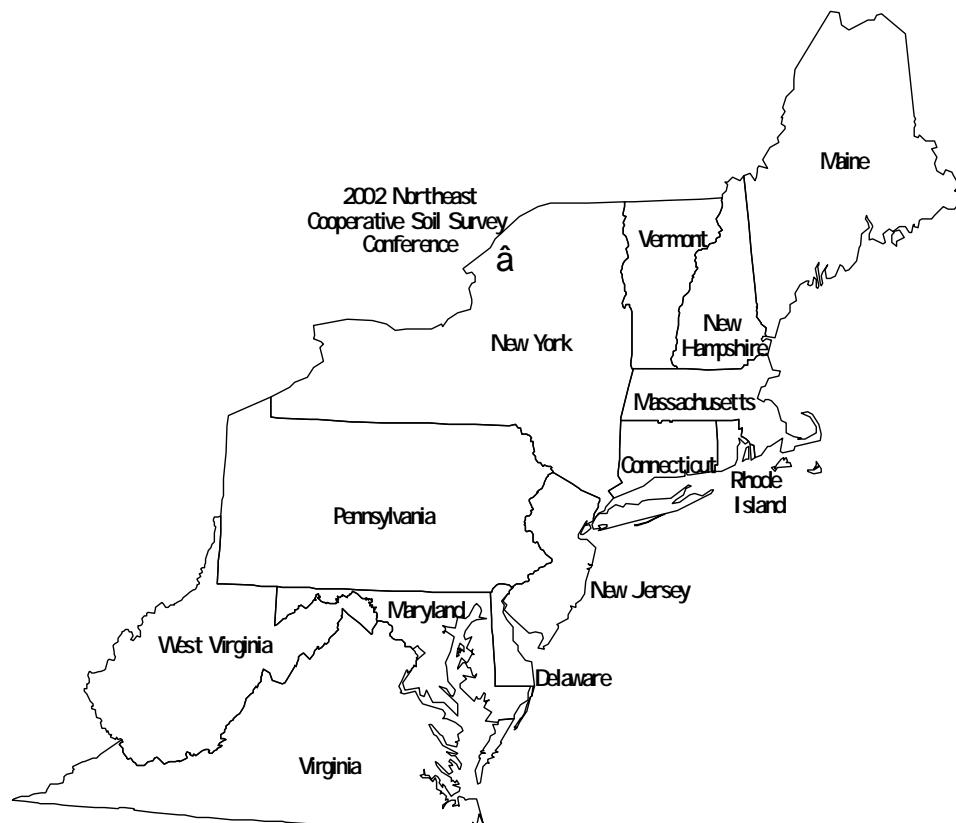 Maine
2002 Northeast
Cooperative Soil Survey
Conference
â
Vermont
New York
New
Hampshire
Massachusetts
Connecticut
Rhode
Island
Pennsylvania
New Jersey
Maryland
West Virginia
Delaware
Virginia